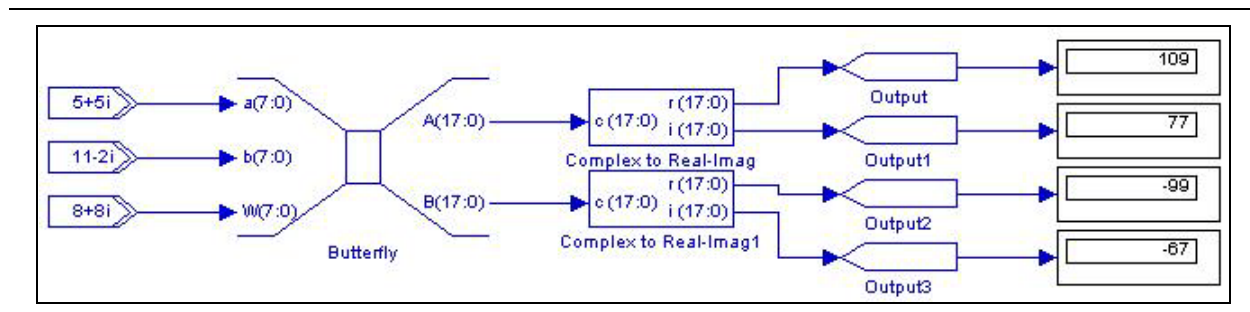 5+5i
a(7:0)
11-2i
b(7:0)
8+8i
W(7:0)
Butterfly
A(17:0)
B(17:0)
c(17:0)
r(17:0)
i(17:0)
Complex to Real-Imag
c(17:0)
r(17:0)
i(17:0)
Complex to Real-Imag1
Output
109
Output1
77
Output2
-99
Output3
-67